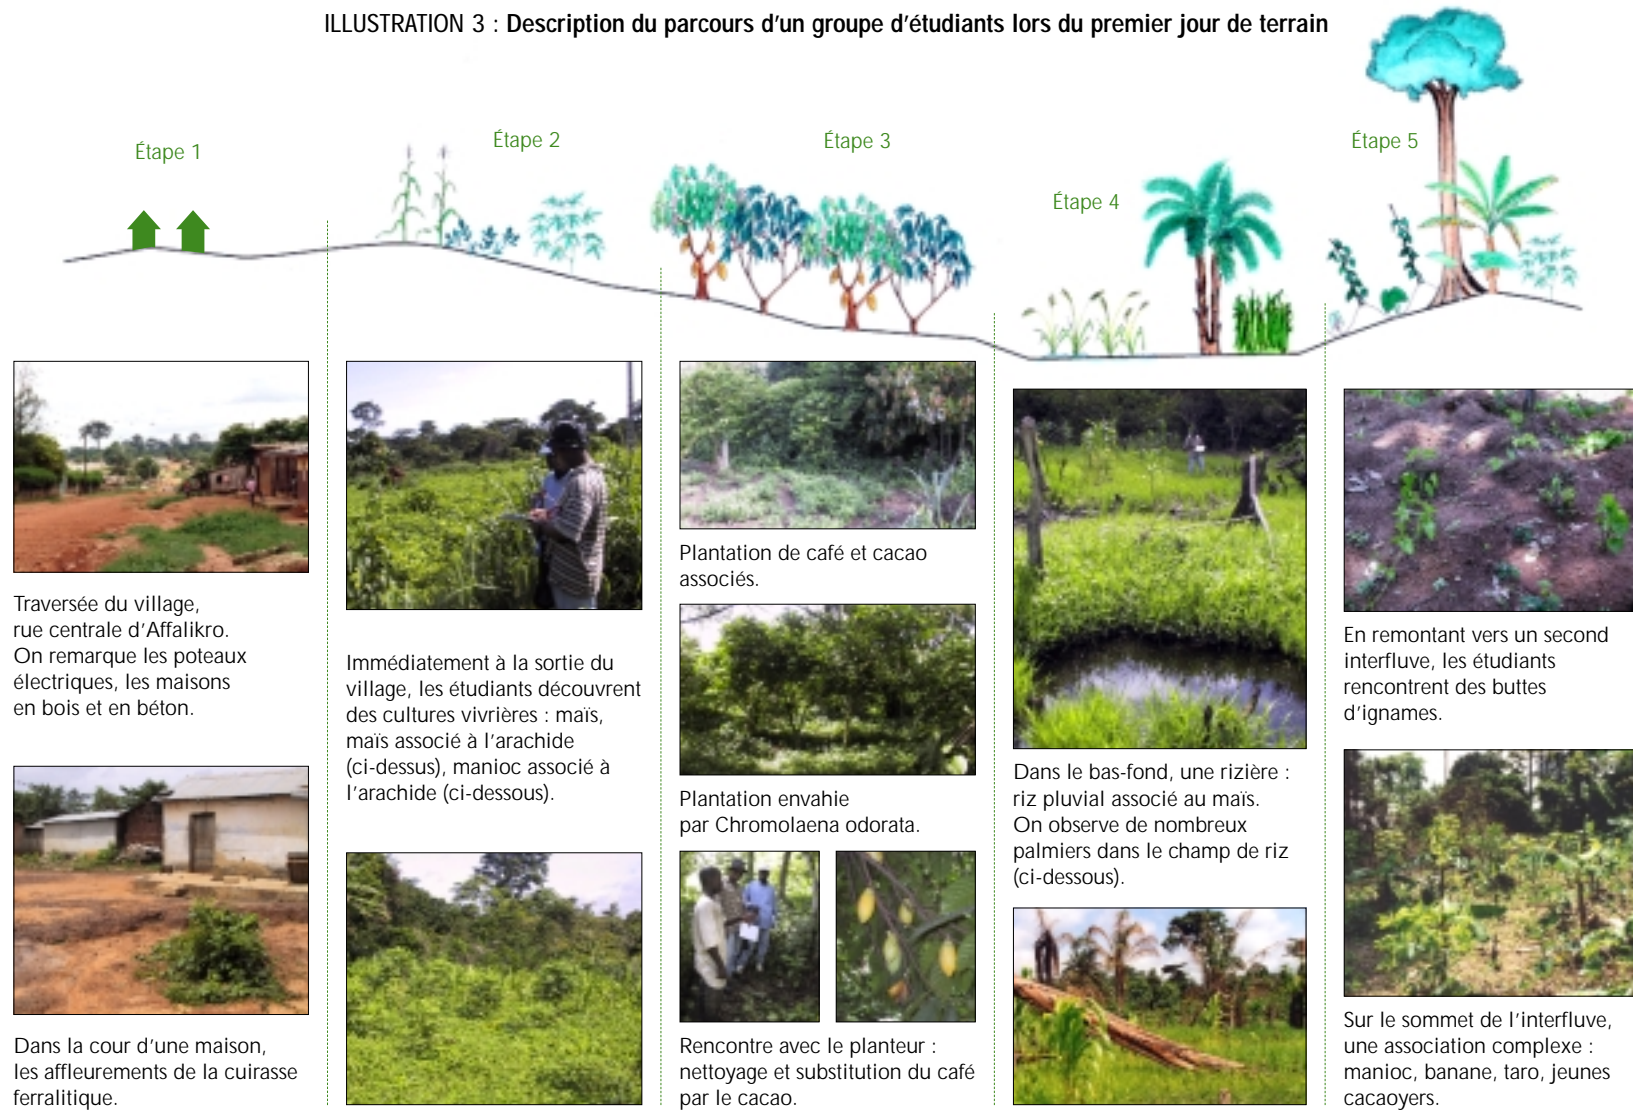 ILLUSTRATION 3 : Description du parcours d'un groupe d'étudiants lors du premier jour de terrain
Étape 1
Traversée du village,
rue centrale d'Affalikro.
On remarque les poteaux
électriques, les maisons
en bois et en béton.
Dans la cour d'une maison,
les affleurements de la cuirasse
ferralitique.
Étape 2
Immédiatement à la sortie du
village, les étudiants découvrent
des cultures vivrières : maïs,
maïs associé à l'arachide
(ci-dessus), manioc associé à
l'arachide (ci-dessous).
Étape 3
Plantation de café et cacao
associés.
Plantation envahie
par Chromolaena odorata.
Rencontre avec le planteur :
nettoyage et substitution du café
par le cacao.
Étape 4
Dans le bas-fond, une rizière :
riz pluvial associé au maïs.
On observe de nombreux
palmiers dans le champ de riz
(ci-dessous).
Étape 5
En remontant vers un second
interfluve, les étudiants
rencontrent des buttes
d'ignames.
Sur le sommet de l'interfluve,
une association complexe :
manioc, banane, taro, jeunes
cacaoyers.